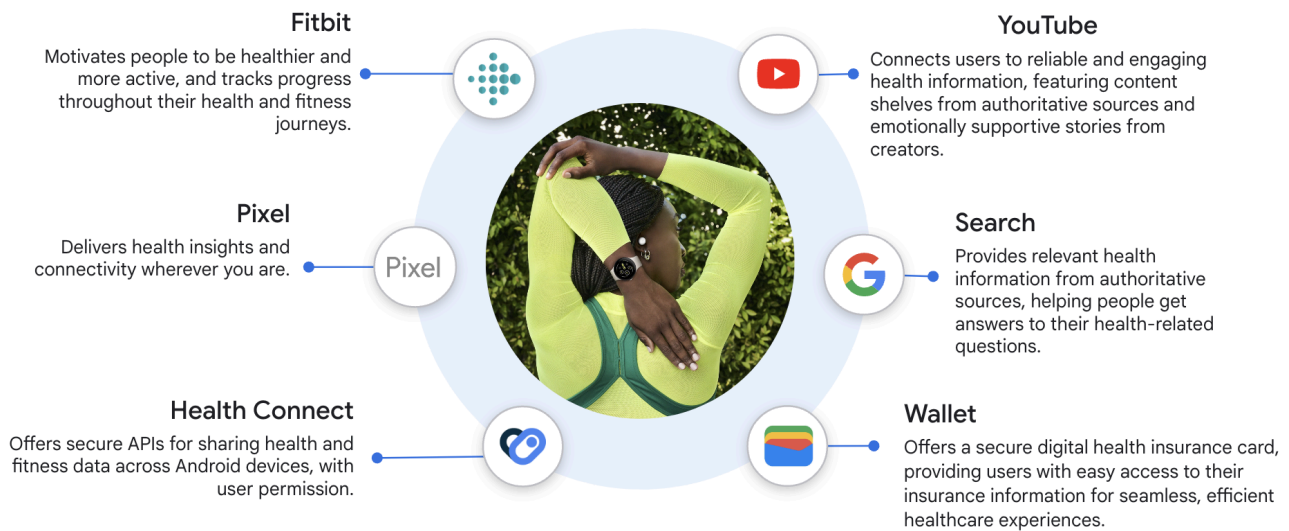 Fitbit
Motivates people to be healthier and
more active, and tracks progress
throughout their health and fitness
journeys.
Pixel
Delivers health insights and
connectivity wherever you are.
Pixel
Health Connect
Offers secure APIs for sharing health and
fitness data across Android devices, with
user permission.
YouTube
Connects users to reliable and engaging
health information, featuring content
shelves from authoritative sources and
emotionally supportive stories from
creators.
Search
Provides relevant health
information from authoritative
sources, helping people get
answers to their health-related
questions.
G
Wallet
Offers a secure digital health insurance card,
providing users with easy access to their
insurance information for seamless, efficient
healthcare experiences.